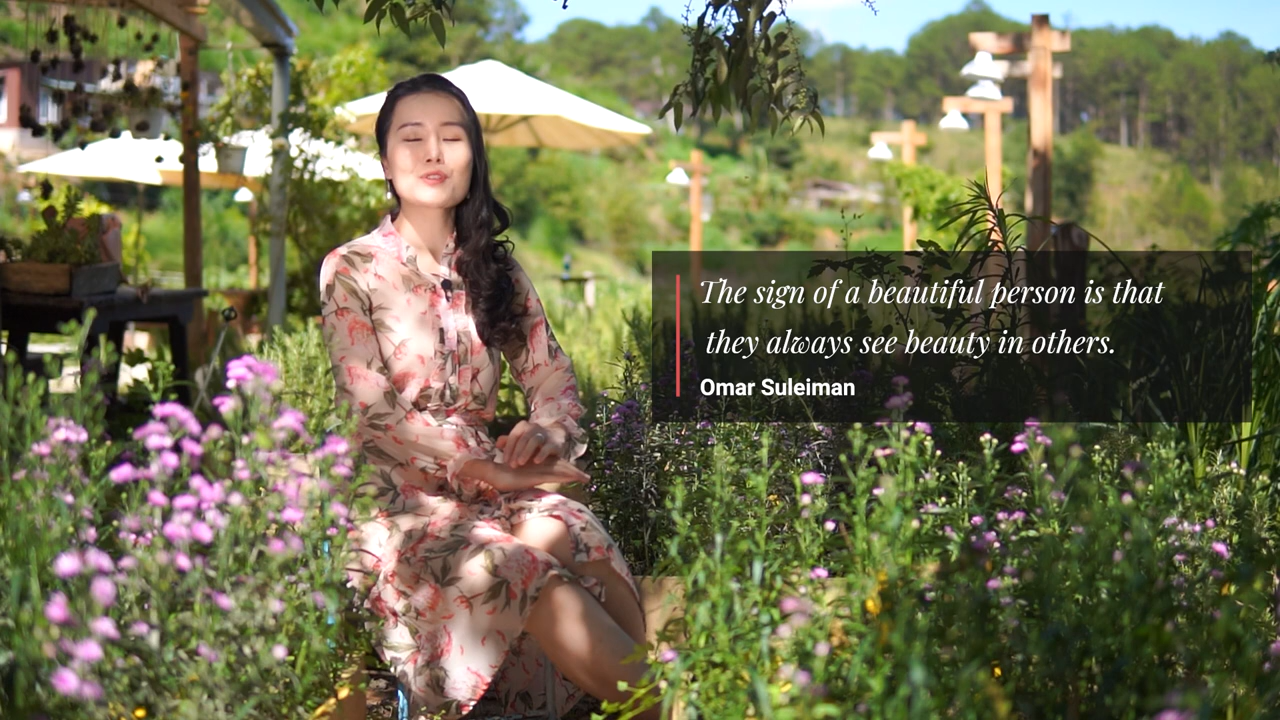 The sign of a beautiful person is that
they always see beauty in others.
Omar Suleiman